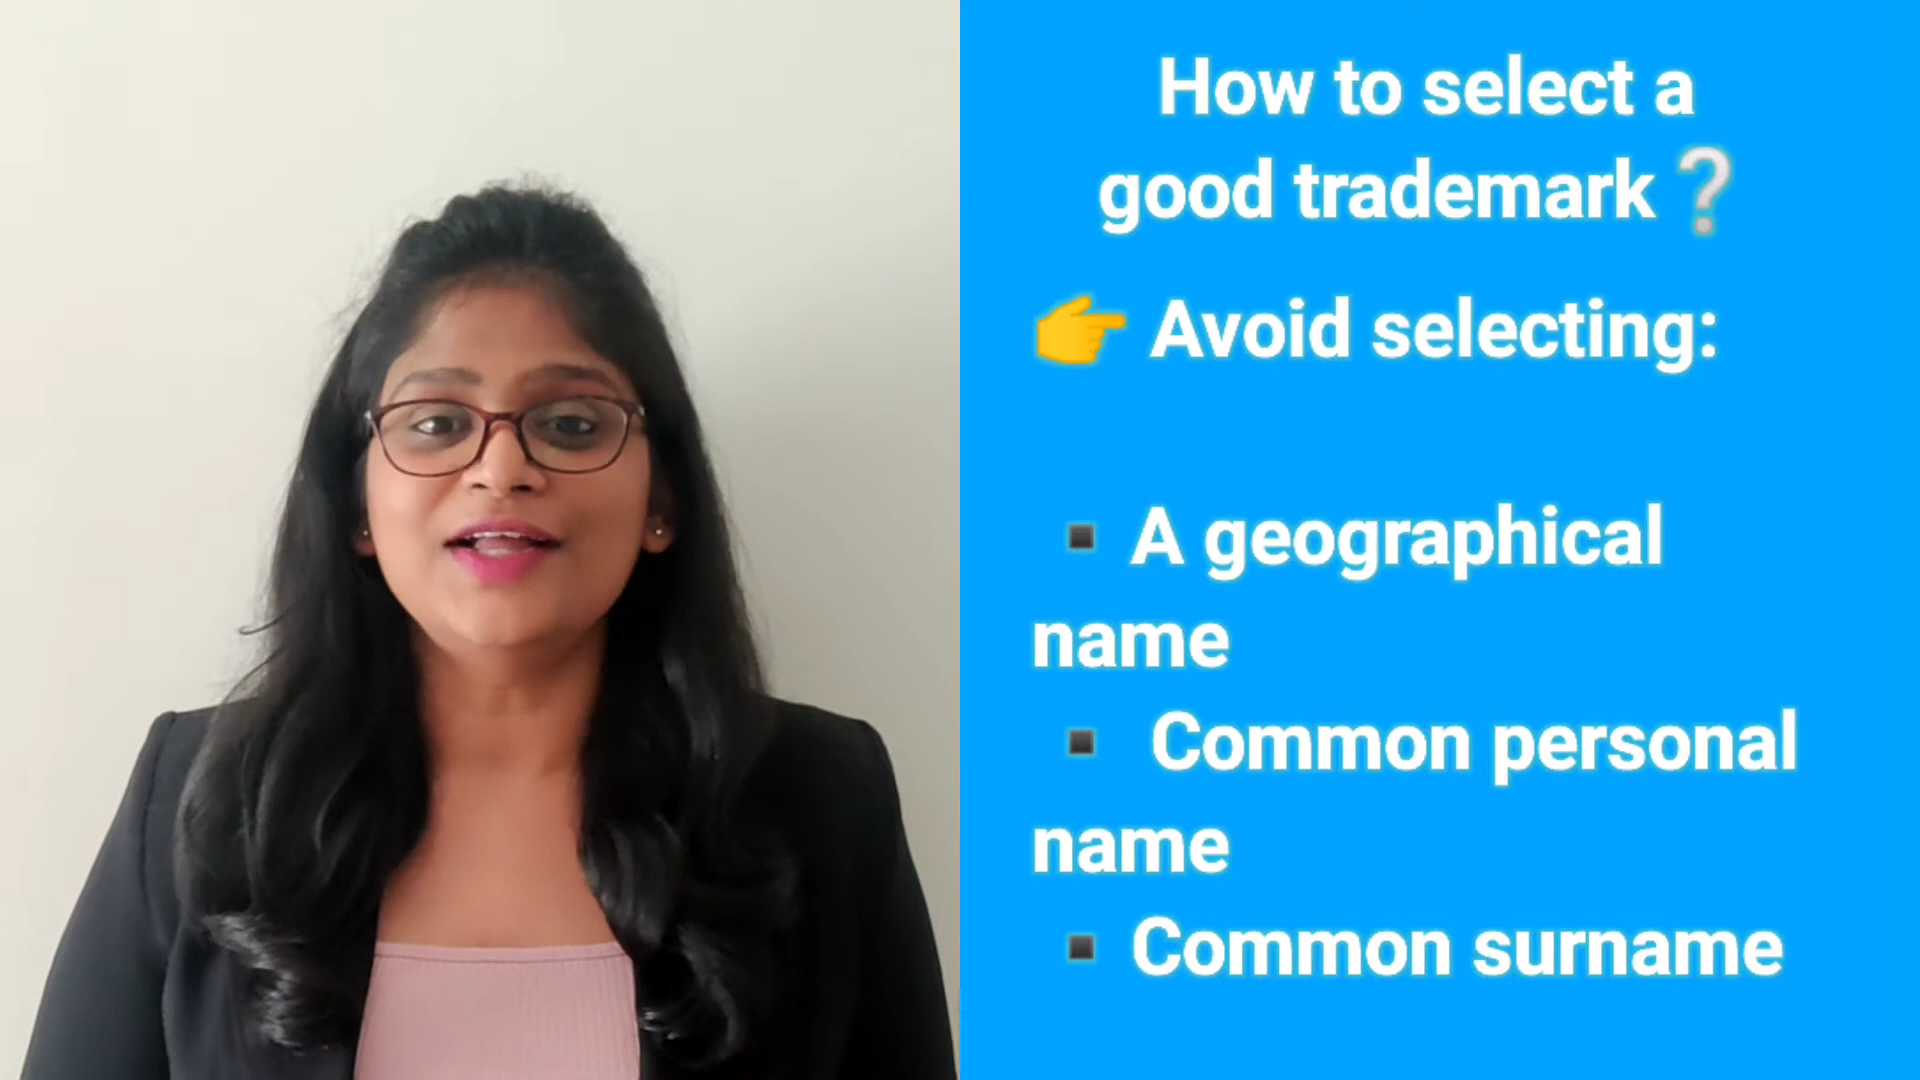 How to select a
good trademark❔
👉 Avoid selecting:
▪️ A geographical
name
▪️ Common personal
name
▪️ Common surname